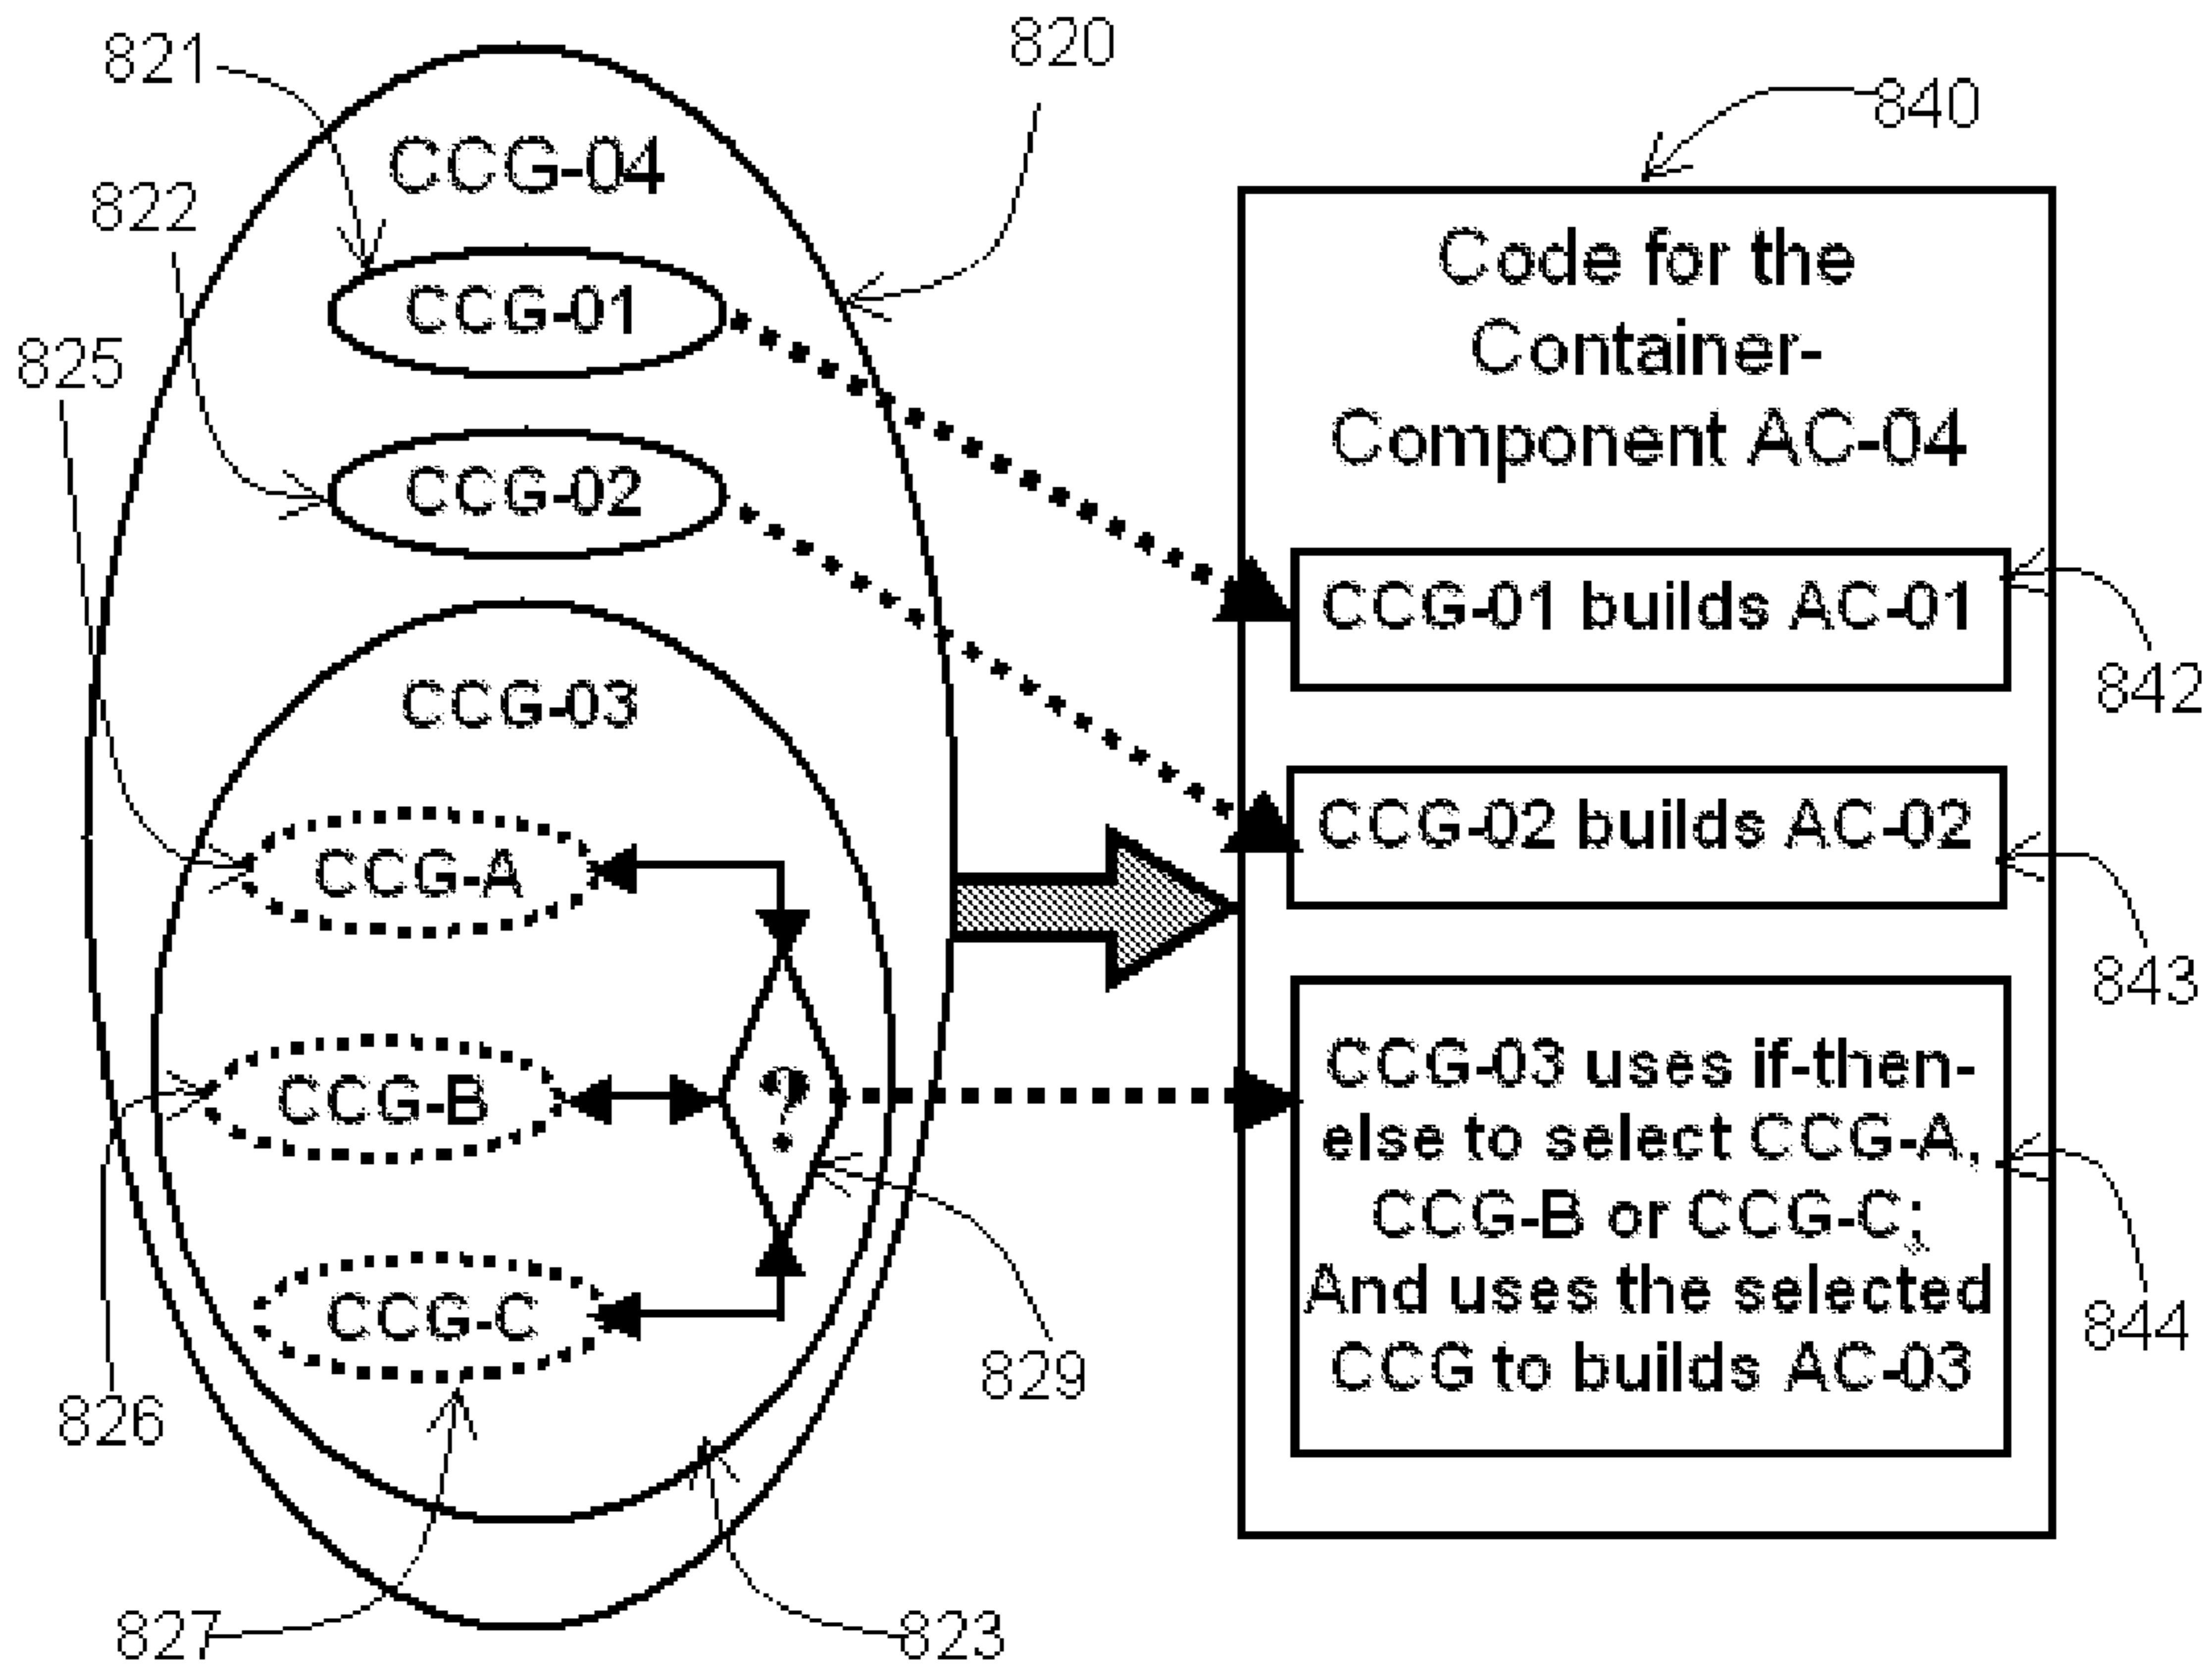 821
820
840
CCG-04
822
CCG-01
825
CCG-02
CCG-03
CCG-A
CCG-B
?
CCG-C
826
829
827
823
Code for the
Container-
Component AC-04
CCG-01 builds AC-01
842
CCG-02 builds AC-02
843
CCG-03 uses if-then-
else to select CCG-A,
CCG-B or CCG-C;
And uses the selected
CCG to builds AC-03
844